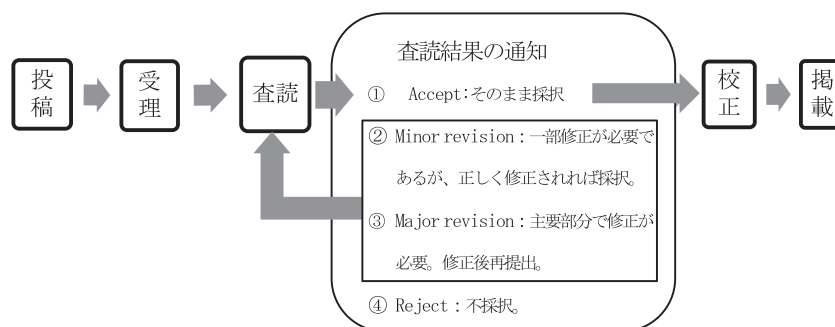 投稿
受理
査読
査読結果の通知
① Accept:そのまま採択
② Minor revision：一部修正が必要で
あるが、正しく修正されれば採択。
③ Major revision：主要部分で修正が
必要。修正後再提出。
④ Reject：不採択。
校正
掲載